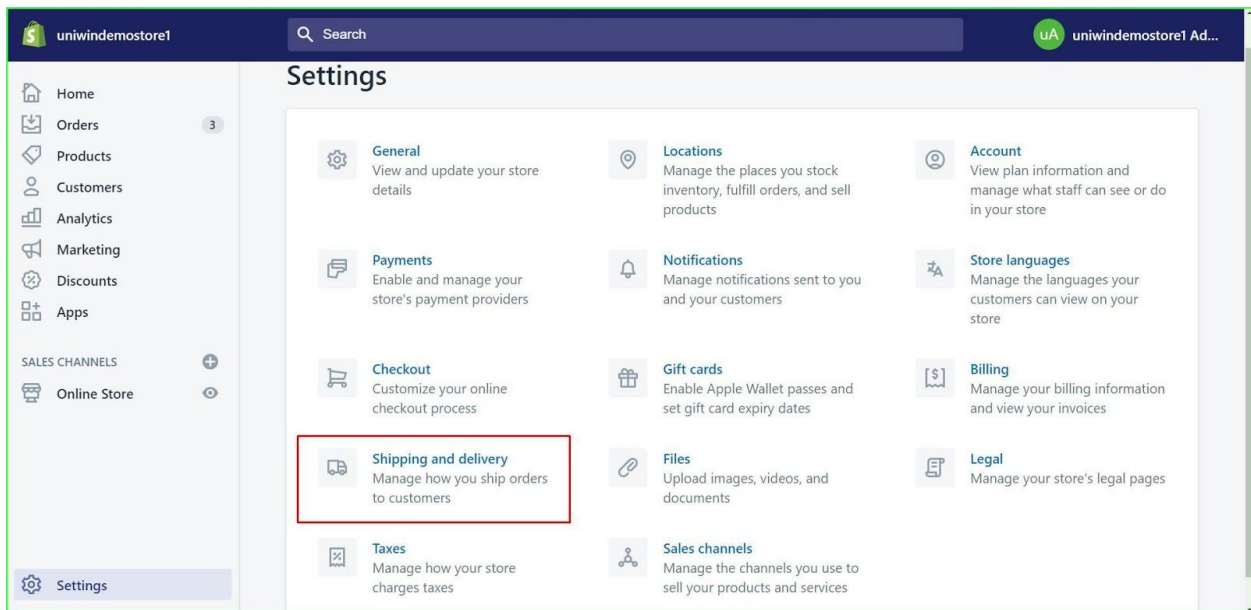 uniwindemostore1
Search
uA
uniwindemostore1 Ad...
Home
Orders
3
Products
Customers
Analytics
Marketing
Discounts
Apps
SALES CHANNELS
Online Store
Settings
Settings
General
View and update your store
details
Locations
Manage the places you stock
inventory, fulfill orders, and sell
products
Account
View plan information and
manage what staff can see or do
in your store
Payments
Enable and manage your
store's payment providers
Notifications
Manage notifications sent to you
and your customers
Store languages
Manage the languages your
customers can view on your
store
Checkout
Customize your online
checkout process
Gift cards
Enable Apple Wallet passes and
set gift card expiry dates
Billing
Manage your billing information
and view your invoices
Shipping and delivery
Manage how you ship orders
to customers
Files
Upload images, videos, and
documents
Legal
Manage your store's legal pages
Taxes
Manage how your store
charges taxes
Sales channels
Manage the channels you use to
sell your products and services